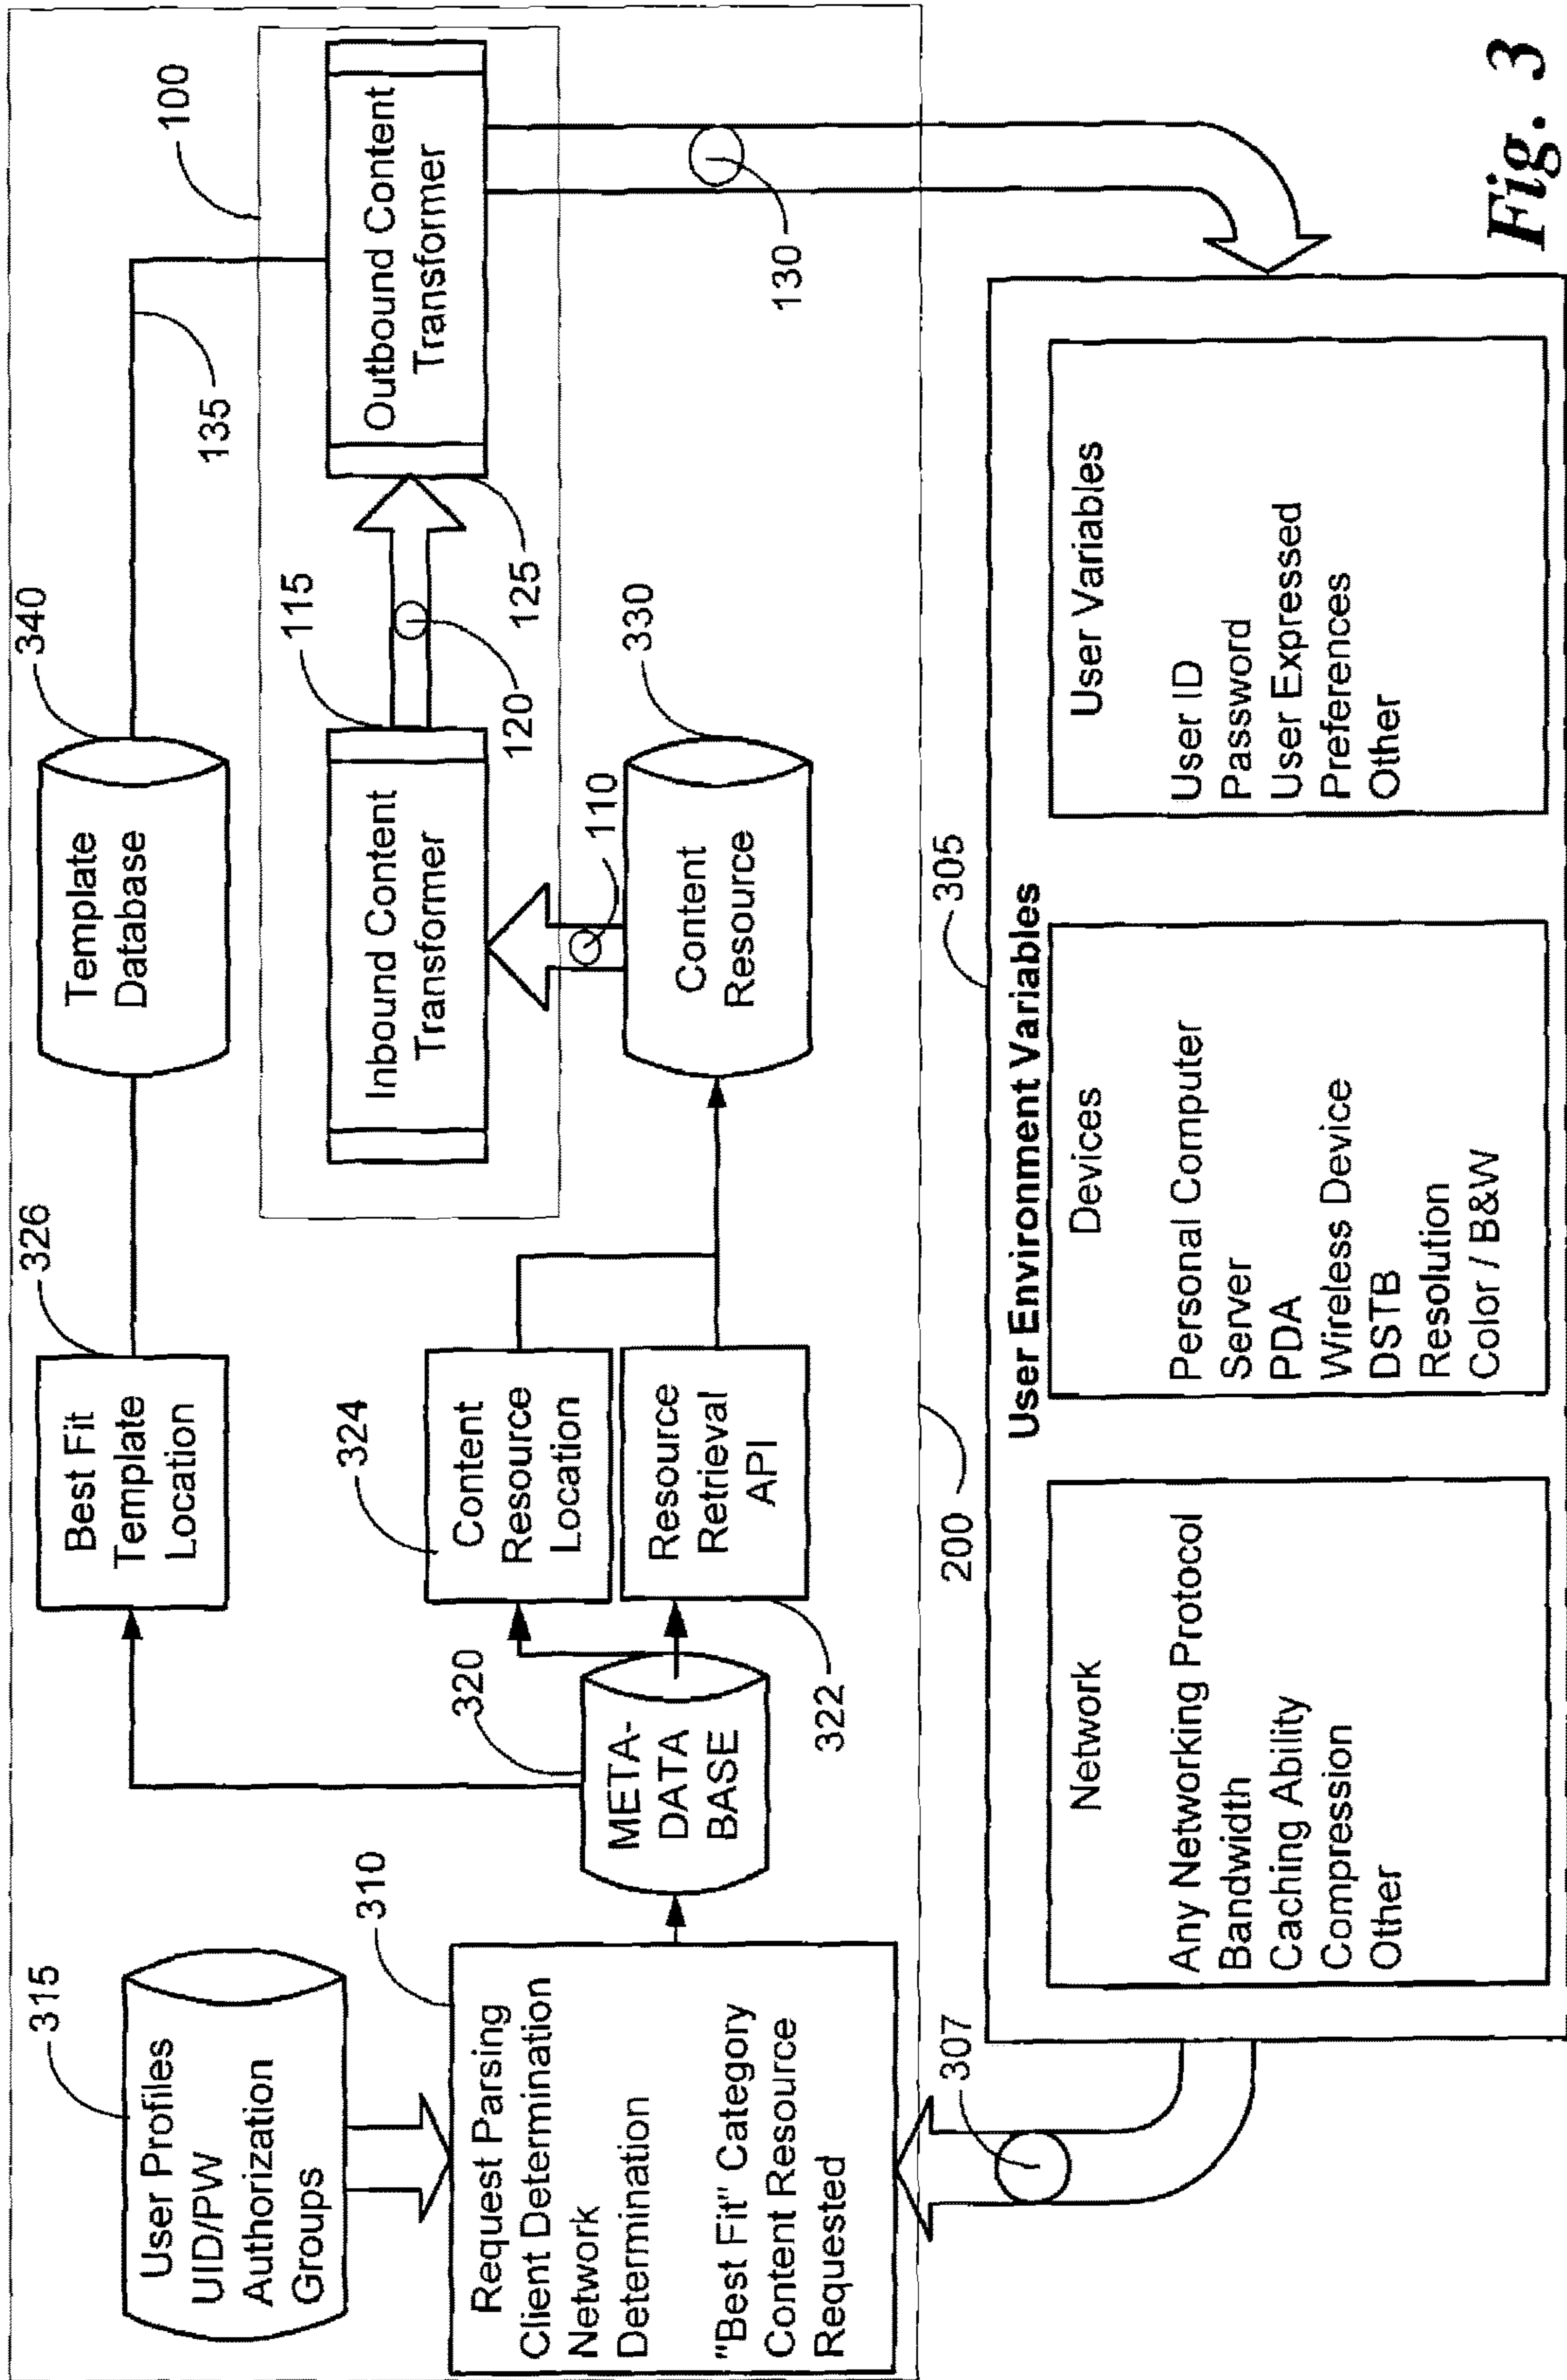 315
User Profiles
UID/PW
Authorization
Groups
310
Request Parsing
Client Determination
Network
Determination
"Best Fit" Category
Content Resource
Requested
307
320
META-
DATA
BASE
326
Best Fit
Template
Location
324
Content
Resource
Location
Resource
Retrieval
API
322
340
Template
Database
135
100
115
Inbound Content
Transformer
120
125
Outbound Content
Transformer
110
330
Content
Resource
130
200
305
User Environment Variables
Network
Any Networking Protocol
Bandwidth
Caching Ability
Compression
Other
Devices
Personal Computer
Server
PDA
Wireless Device
DSTB
Resolution
Color / B&W
User Variables
User ID
Password
User Expressed
Preferences
Other
Fig. 3